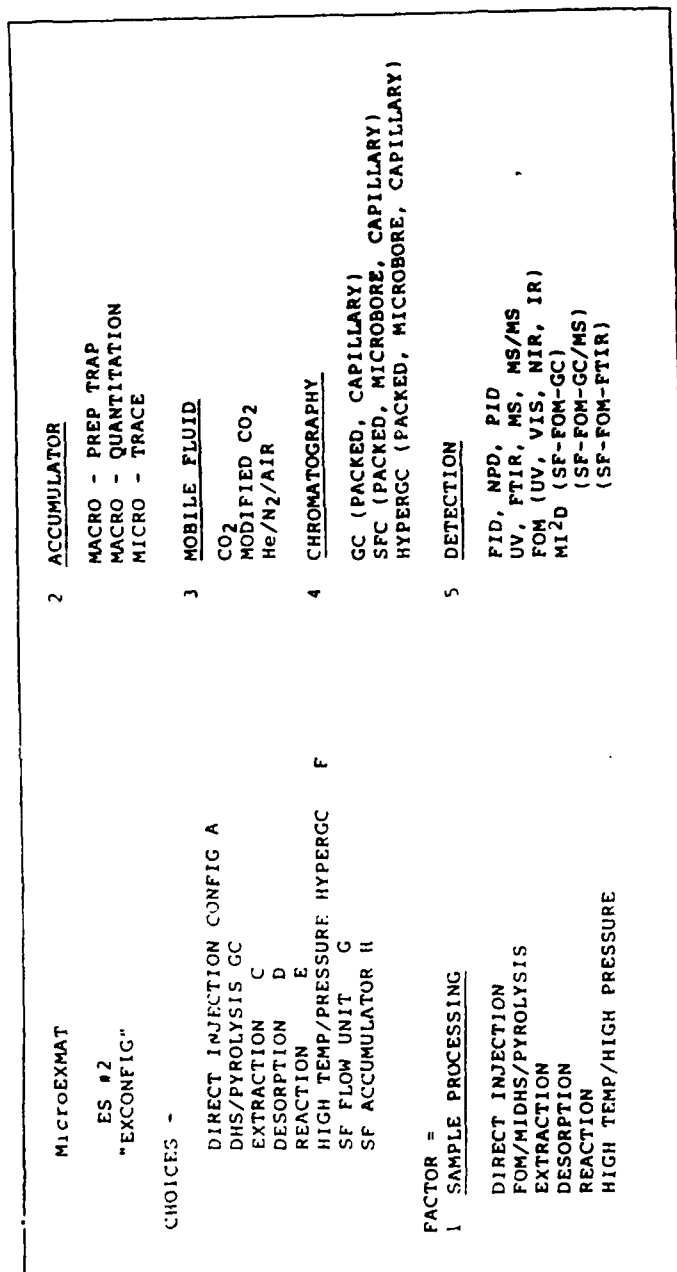 MicroEXMAT
ES #2
"EXCONFIG"
CHOICES -
DIRECT INJECTION CONFIG A
DHS/PYROLYSIS GC
EXTRACTION C
DESORPTION D
REACTION E
HIGH TEMP/PRESSURE HYPERGC F
SF FLOW UNIT G
SF ACCUMULATOR H
FACTOR =
1 SAMPLE PROCESSING
DIRECT INJECTION
FOM/MIDHS/PYROLYSIS
EXTRACTION
DESORPTION
REACTION
HIGH TEMP/HIGH PRESSURE
2 ACCUMULATOR
MACRO - PREP TRAP
MACRO - QUANTITATION
MICRO - TRACE
3 MOBILE FLUID
CO2
MODIFIED CO2
He/N2/AIR
4 CHROMATOGRAPHY
GC (PACKED, CAPILLARY)
SFC (PACKED, MICROBORE, CAPILLARY)
HYPERGC (PACKED, MICROBORE, CAPILLARY)
5 DETECTION
FID, NPD, PID
UV, FTIR, MS, MS/MS
FOM (UV, VIS, NIR, IR)
MI2D (SF-FOM-GC)
(SF-FOM-GC/MS)
(SF-FOM-FTIR)